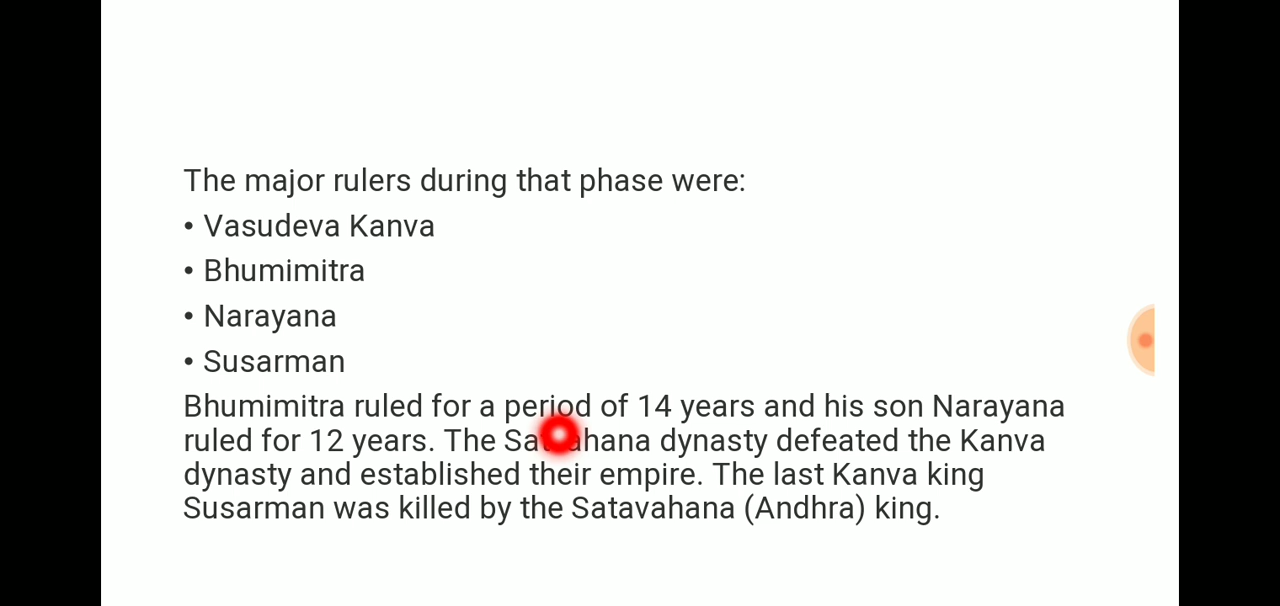 The major rulers during that phase were:
• Vasudeva Kanva
• Bhumimitra
• Narayana
• Susarman
Bhumimitra ruled for a period of 14 years and his son Narayana
ruled for 12 years. The Satavahana dynasty defeated the Kanva
dynasty and established their empire. The last Kanva king
Susarman was killed by the Satavahana (Andhra) king.